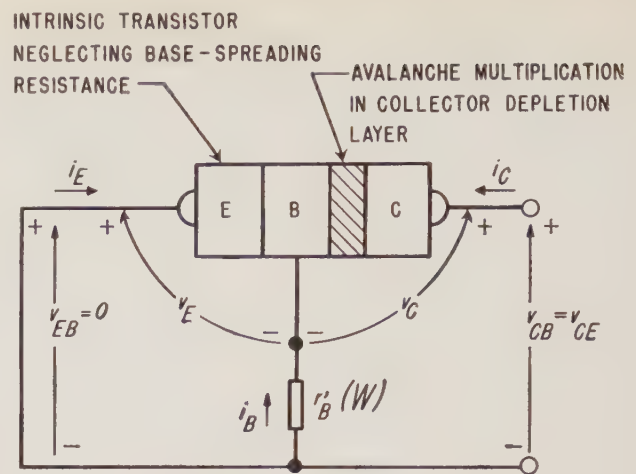 INTRINSIC TRANSISTOR
NEGLECTING BASE-SPREADING
RESISTANCE
AVALANCHE MULTIPLICATION
IN COLLECTOR DEPLETION
LAYER
i_E
i_C
E B C
+ + + +
v_EB=0
v_E
v_C
v_CB=v_CE
– –
i_B
r'_B (W)
– –